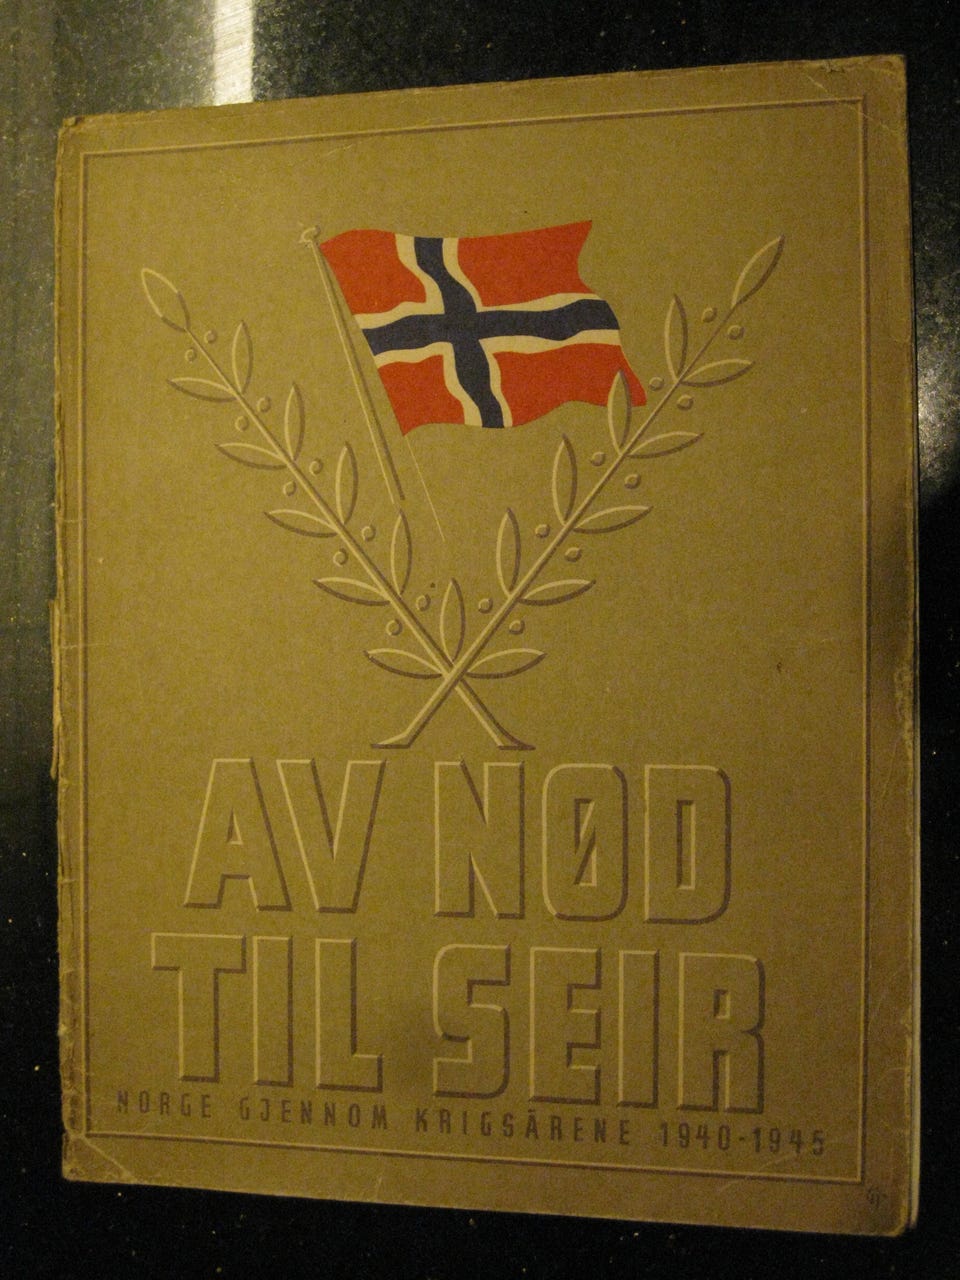 AV NØD
TIL SEIR
NORGE GJENNOM KRIGSÅRENE 1940-1945